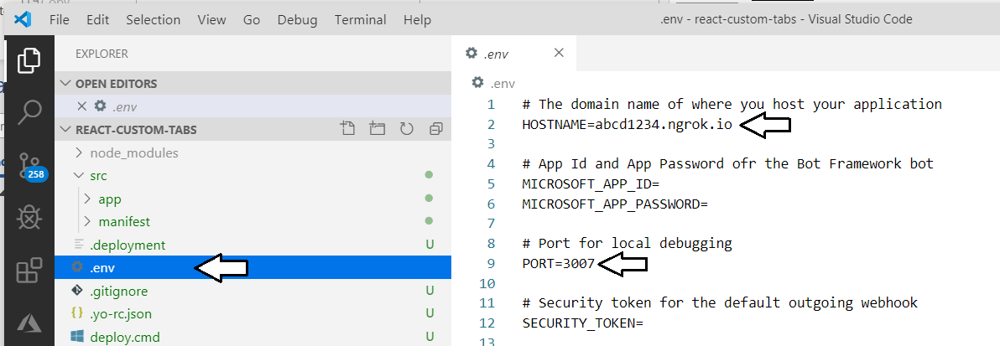 File Edit Selection View Go Debug Terminal Help .env - react-custom-tabs - Visual Studio Code
EXPLORER
OPEN EDITORS
.env
REACT-CUSTOM-TABS
node_modules
src
app
manifest
.deployment U
.env
.gitignore U
.yo-rc.json U
deploy.cmd U
258
.env
.env
1 # The domain name of where you host your application
2 HOSTNAME=abcd1234.ngrok.io
3
4 # App Id and App Password ofr the Bot Framework bot
5 MICROSOFT_APP_ID=
6 MICROSOFT_APP_PASSWORD=
7
8 # Port for local debugging
9 PORT=3007
10
11 # Security token for the default outgoing webhook
12 SECURITY_TOKEN=
13